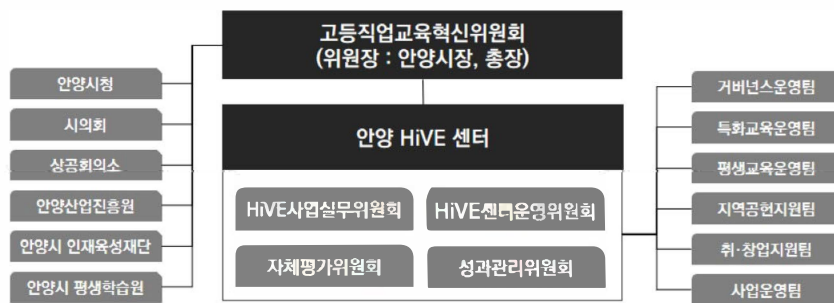 고등직업교육혁신위원회
(위원장 : 안양시장, 총장)
안양시청
시의회
상공회의소
안양산업진흥원
안양시 인재육성재단
안양시 평생학습원
안양 HiVE 센터
HiVE사업실무위원회
HiVE센터운영위원회
자체평가위원회
성과관리위원회
거버넌스운영팀
특화교육운영팀
평생교육운영팀
지역공헌지원팀
취·창업지원팀
사업운영팀